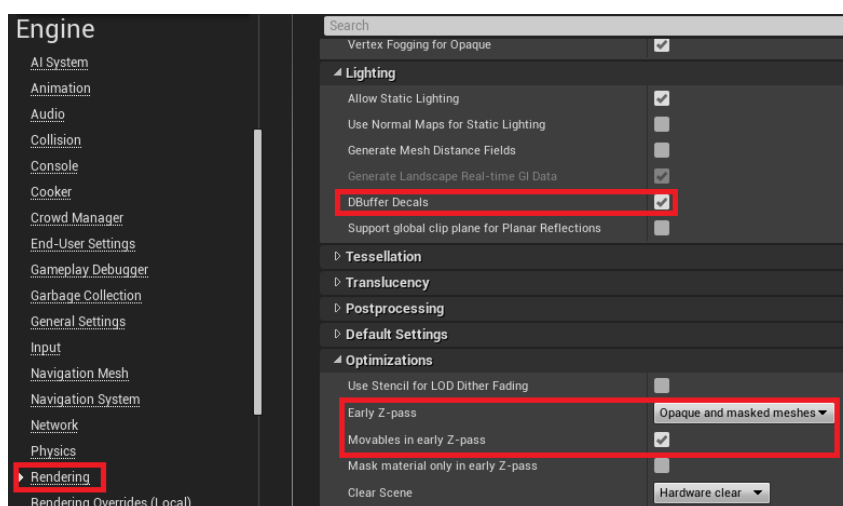 Engine
AI System
Animation
Audio
Collision
Console
Cooker
Crowd Manager
End-User Settings
Gameplay Debugger
Garbage Collection
General Settings
Input
Navigation Mesh
Navigation System
Network
Physics
Rendering
Rendering Overrides (Local)
Search
Vertex Fogging for Opaque
Lighting
Allow Static Lighting
Use Normal Maps for Static Lighting
Generate Mesh Distance Fields
Generate Landscape Real-time GI Data
DBuffer Decals
Support global clip plane for Planar Reflections
Tessellation
Translucency
Postprocessing
Default Settings
Optimizations
Use Stencil for LOD Dither Fading
Early Z-pass Opaque and masked meshes
Movables in early Z-pass
Mask material only in early Z-pass
Clear Scene Hardware clear